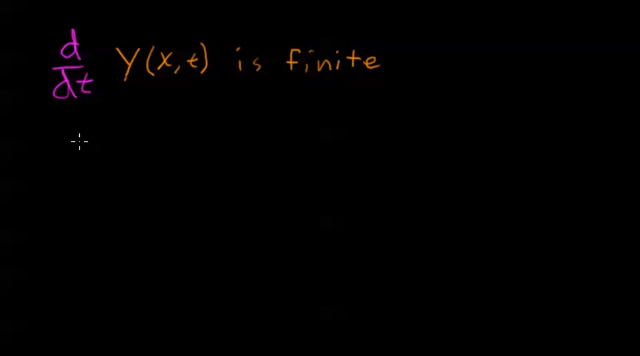 d/dt Y(x,t) is finite